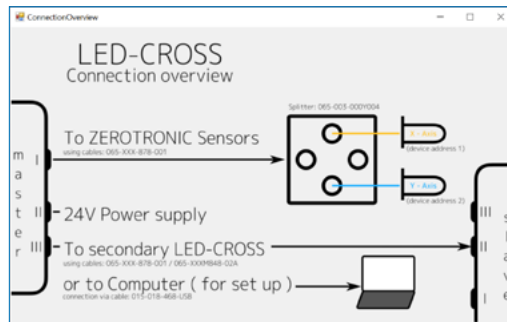 ConnectionOverview
LED-CROSS
Connection overview
Splitter: 065-003-000Y004
X - Axis
(device address 1)
To ZEROTRONIC Sensors
using cables: 065-XXX-878-001
master
I
Y - Axis
(device address 2)
II
24V Power supply
III
III
To secondary LED-CROSS
II
using cables: 065-XXX-878-001 / 065-XXXM848-02A
or to Computer ( for set up )
connection via cable: 015-018-468-USB
I